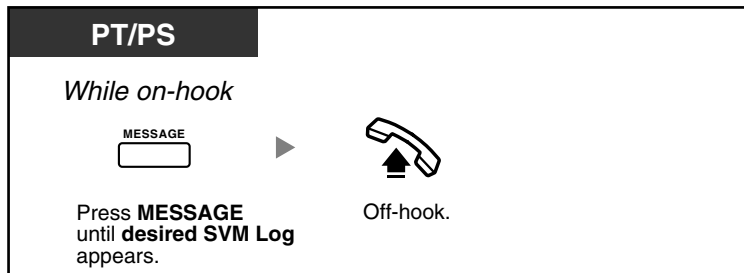 PT/PS
While on-hook
MESSAGE
Press MESSAGE
until desired SVM Log
appears.
Off-hook.